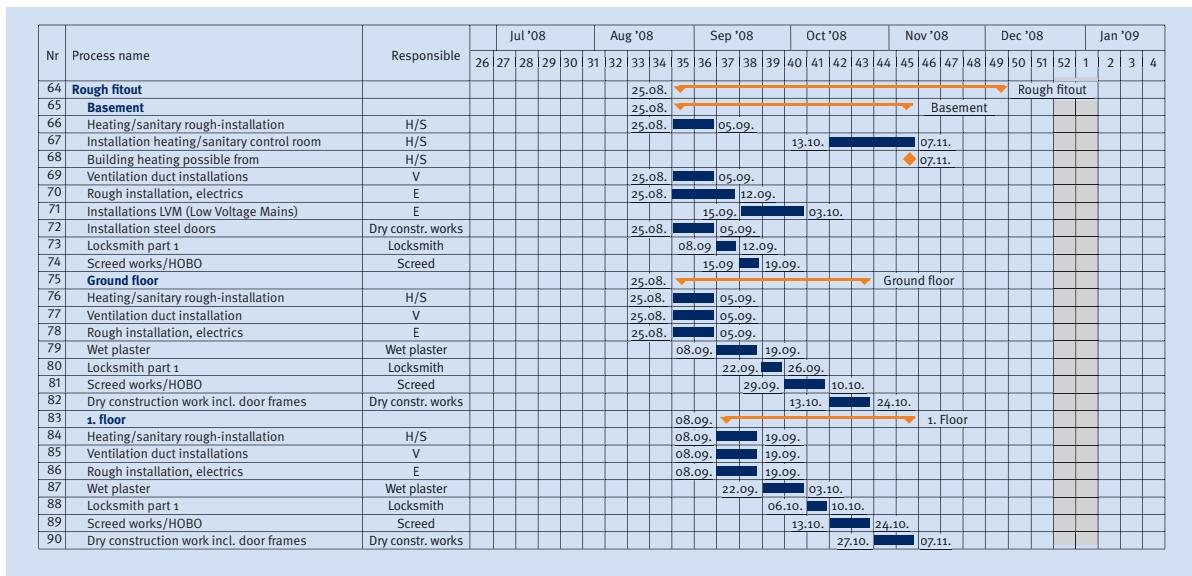 Jul ’08 Aug ’08 Sep ’08 Oct ’08 Nov ’08 Dec ’08 Jan ’09
Nr Process name Responsible
26 27 28 29 30 31 32 33 34 35 36 37 38 39 40 41 42 43 44 45 46 47 48 49 50 51 52 1 2 3 4
64 Rough fitout 25.08. Rough fitout
65 Basement 25.08. Basement
66 Heating/sanitary rough-installation H/S 25.08. 05.09.
67 Installation heating/sanitary control room H/S 13.10. 07.11.
68 Building heating possible from H/S 07.11.
69 Ventilation duct installations V 25.08. 05.09.
70 Rough installation, electrics E 25.08. 12.09.
71 Installations LVM (Low Voltage Mains) E 15.09. 03.10.
72 Installation steel doors Dry constr. works 25.08. 05.09.
73 Locksmith part 1 Locksmith 08.09 12.09.
74 Screed works/HOBO Screed 15.09 19.09.
75 Ground floor 25.08. Ground floor
76 Heating/sanitary rough-installation H/S 25.08. 05.09.
77 Ventilation duct installation V 25.08. 05.09.
78 Rough installation, electrics E 25.08. 05.09.
79 Wet plaster Wet plaster 08.09. 19.09.
80 Locksmith part 1 Locksmith 22.09. 26.09.
81 Screed works/HOBO Screed 29.09. 10.10.
82 Dry construction work incl. door frames Dry constr. works 13.10. 24.10.
83 1. floor 08.09. 1. Floor
84 Heating/sanitary rough-installation H/S 08.09. 19.09.
85 Ventilation duct installations V 08.09. 19.09.
86 Rough installation, electrics E 08.09. 19.09.
87 Wet plaster Wet plaster 22.09. 03.10.
88 Locksmith part 1 Locksmith 06.10. 10.10.
89 Screed works/HOBO Screed 13.10. 24.10.
90 Dry construction work incl. door frames Dry constr. works 27.10. 07.11.